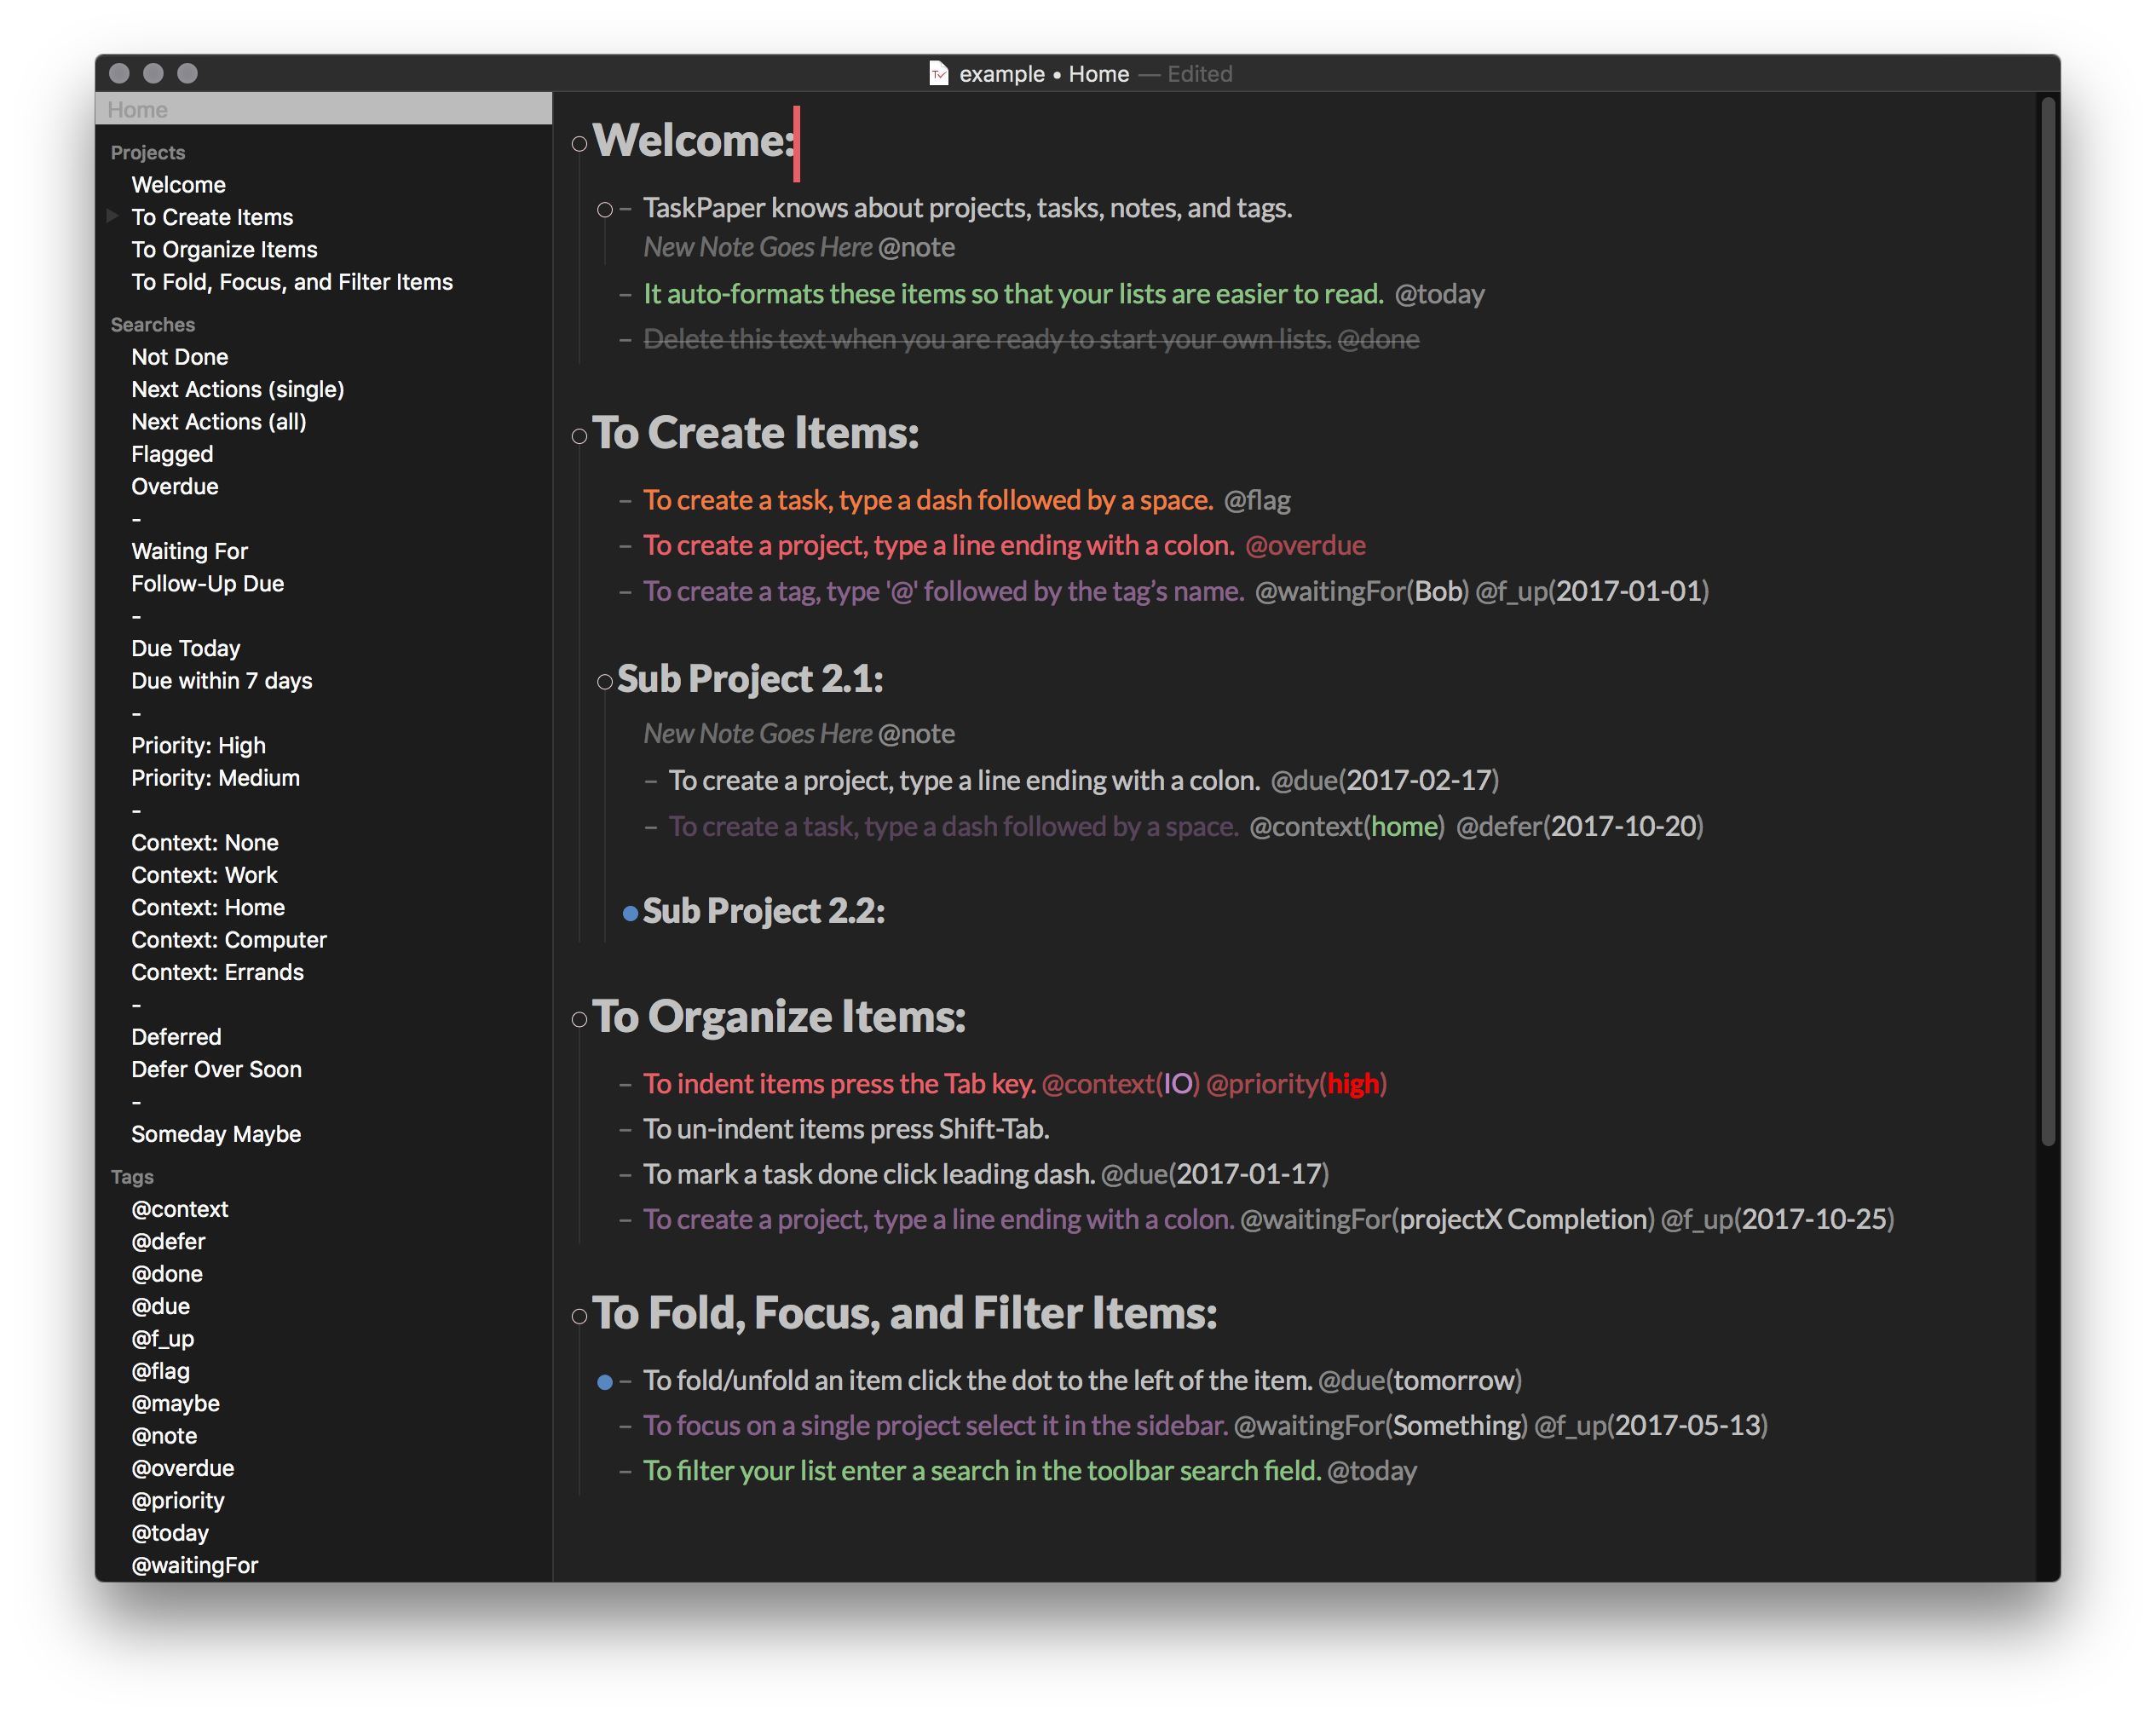 example • Home — Edited
Home
Projects
Welcome
To Create Items
To Organize Items
To Fold, Focus, and Filter Items
Searches
Not Done
Next Actions (single)
Next Actions (all)
Flagged
Overdue
-
Waiting For
Follow-Up Due
-
Due Today
Due within 7 days
-
Priority: High
Priority: Medium
-
Context: None
Context: Work
Context: Home
Context: Computer
Context: Errands
-
Deferred
Defer Over Soon
-
Someday Maybe
Tags
@context
@defer
@done
@due
@f_up
@flag
@maybe
@note
@overdue
@priority
@today
@waitingFor
Welcome:
– TaskPaper knows about projects, tasks, notes, and tags.
New Note Goes Here @note
– It auto-formats these items so that your lists are easier to read. @today
– Delete this text when you are ready to start your own lists. @done
To Create Items:
– To create a task, type a dash followed by a space. @flag
– To create a project, type a line ending with a colon. @overdue
– To create a tag, type '@' followed by the tag’s name. @waitingFor(Bob) @f_up(2017-01-01)
Sub Project 2.1:
New Note Goes Here @note
– To create a project, type a line ending with a colon. @due(2017-02-17)
– To create a task, type a dash followed by a space. @context(home) @defer(2017-10-20)
Sub Project 2.2:
To Organize Items:
– To indent items press the Tab key. @context(IO) @priority(high)
– To un-indent items press Shift-Tab.
– To mark a task done click leading dash. @due(2017-01-17)
– To create a project, type a line ending with a colon. @waitingFor(projectX Completion) @f_up(2017-10-25)
To Fold, Focus, and Filter Items:
– To fold/unfold an item click the dot to the left of the item. @due(tomorrow)
– To focus on a single project select it in the sidebar. @waitingFor(Something) @f_up(2017-05-13)
– To filter your list enter a search in the toolbar search field. @today